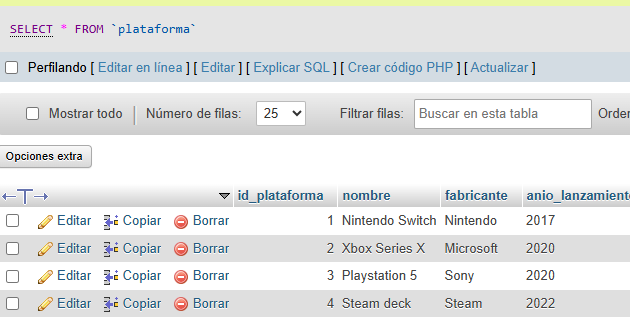 SELECT * FROM `plataforma`
Perfilando [ Editar en línea ] [ Editar ] [ Explicar SQL ] [ Crear código PHP ] [ Actualizar ]
Mostrar todo Número de filas: 25 Filtrar filas: Buscar en esta tabla Orden
Opciones extra
←T→ id_plataforma nombre fabricante anio_lanzamiento
Editar Copiar Borrar 1 Nintendo Switch Nintendo 2017
Editar Copiar Borrar 2 Xbox Series X Microsoft 2020
Editar Copiar Borrar 3 Playstation 5 Sony 2020
Editar Copiar Borrar 4 Steam deck Steam 2022